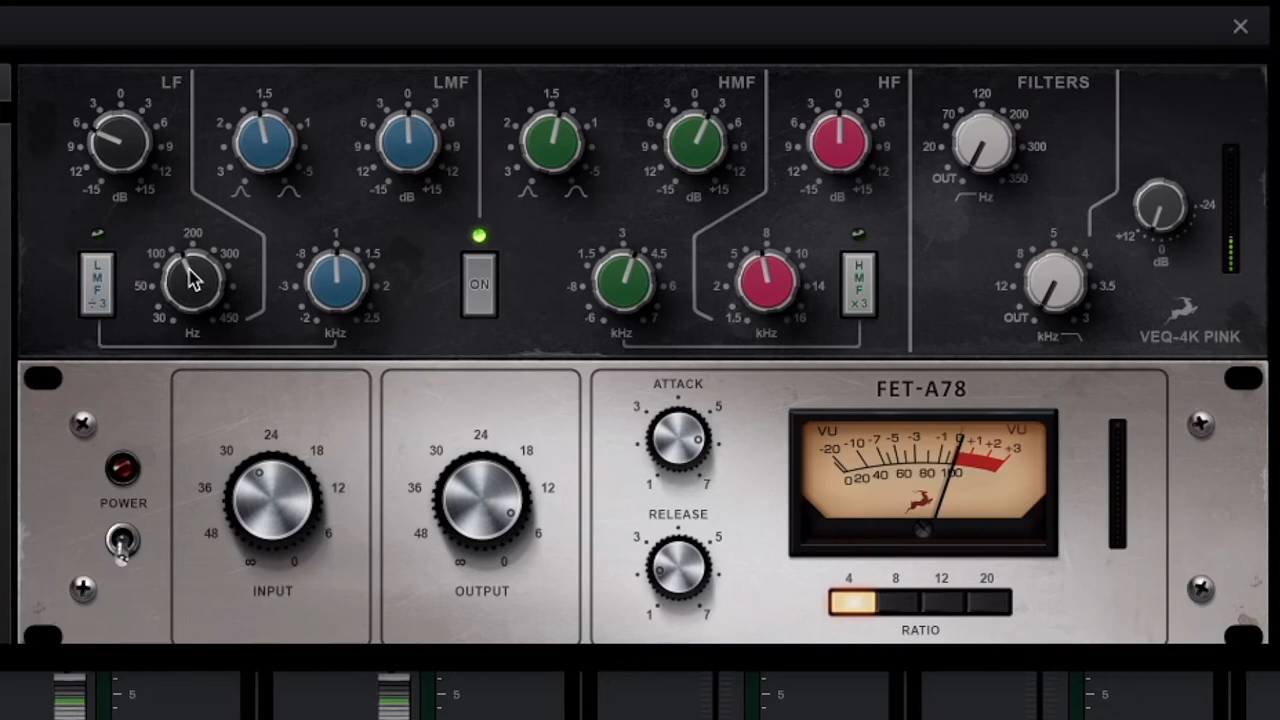 LF LMF HMF HF FILTERS
0 1.5 0 1.5 0 0 120
3 3 3 3 3 3 3 3 70 200
6 6 2 1 6 6 2 1 6 6 6 6
9 9 9 9 9 9 9 9 20 300
12 12 3 .5 12 12 3 .5 12 12 12 12
-15 +15 -15 +15 -15 +15 -15 +15 OUT 350
dB dB dB dB Hz
-24
+12 0
dB
200 1 3 8 5
100 300 .8 1.5 1.5 4.5 5 10 8 4
L
M
F
÷3
50 .3 2 ON .8 6 2 14
H
M
F
x3
12 3.5
30 450 .2 2.5 .6 7 1.5 16 OUT 3
Hz kHz kHz kHz kHz
VEQ-4K PINK
ATTACK
FET-A78
3 5
1 7
VU VU
-20 -10 -7 -5 -3 -1 0 +1 +2 +3
0 20 40 60 80 100
24 24
30 18 30 18
36 12 36 12
48 6 48 6
∞ 0 ∞ 0
POWER
INPUT OUTPUT
RELEASE
3 5
1 7
4 8 12 20
RATIO
5 5 5 5